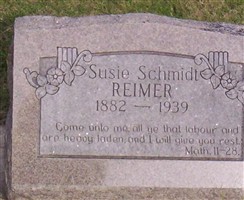 Susie Schmidt
REIMER
1882 — 1939
Come unto me, all ye that labour and
are heavy laden, and I will give you rest
Math. 11-28